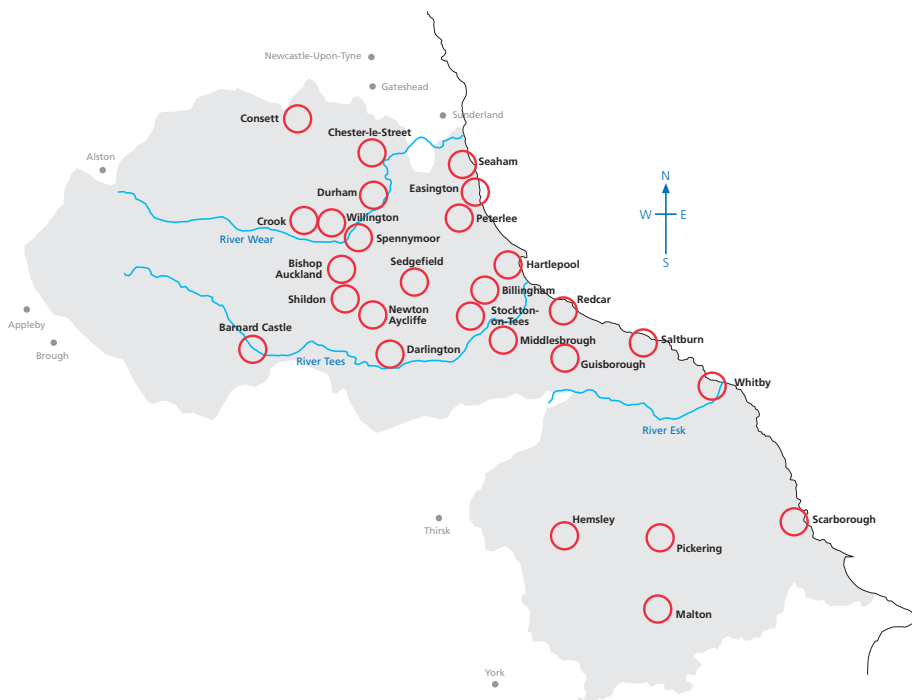 Newcastle-Upon-Tyne
Gateshead
Sunderland
Consett
Chester-le-Street
Alston
Seaham
Durham
Easington
Crook
Willington
Peterlee
River Wear
Spennymoor
N
W
E
S
Bishop
Auckland
Sedgefield
Hartlepool
Shildon
Billingham
Redcar
Newton
Aycliffe
Stockton-
on-Tees
Appleby
Brough
Barnard Castle
River Tees
Darlington
Middlesbrough
Guisborough
Saltburn
Whitby
River Esk
Thirsk
Hemsley
Pickering
Scarborough
Malton
York